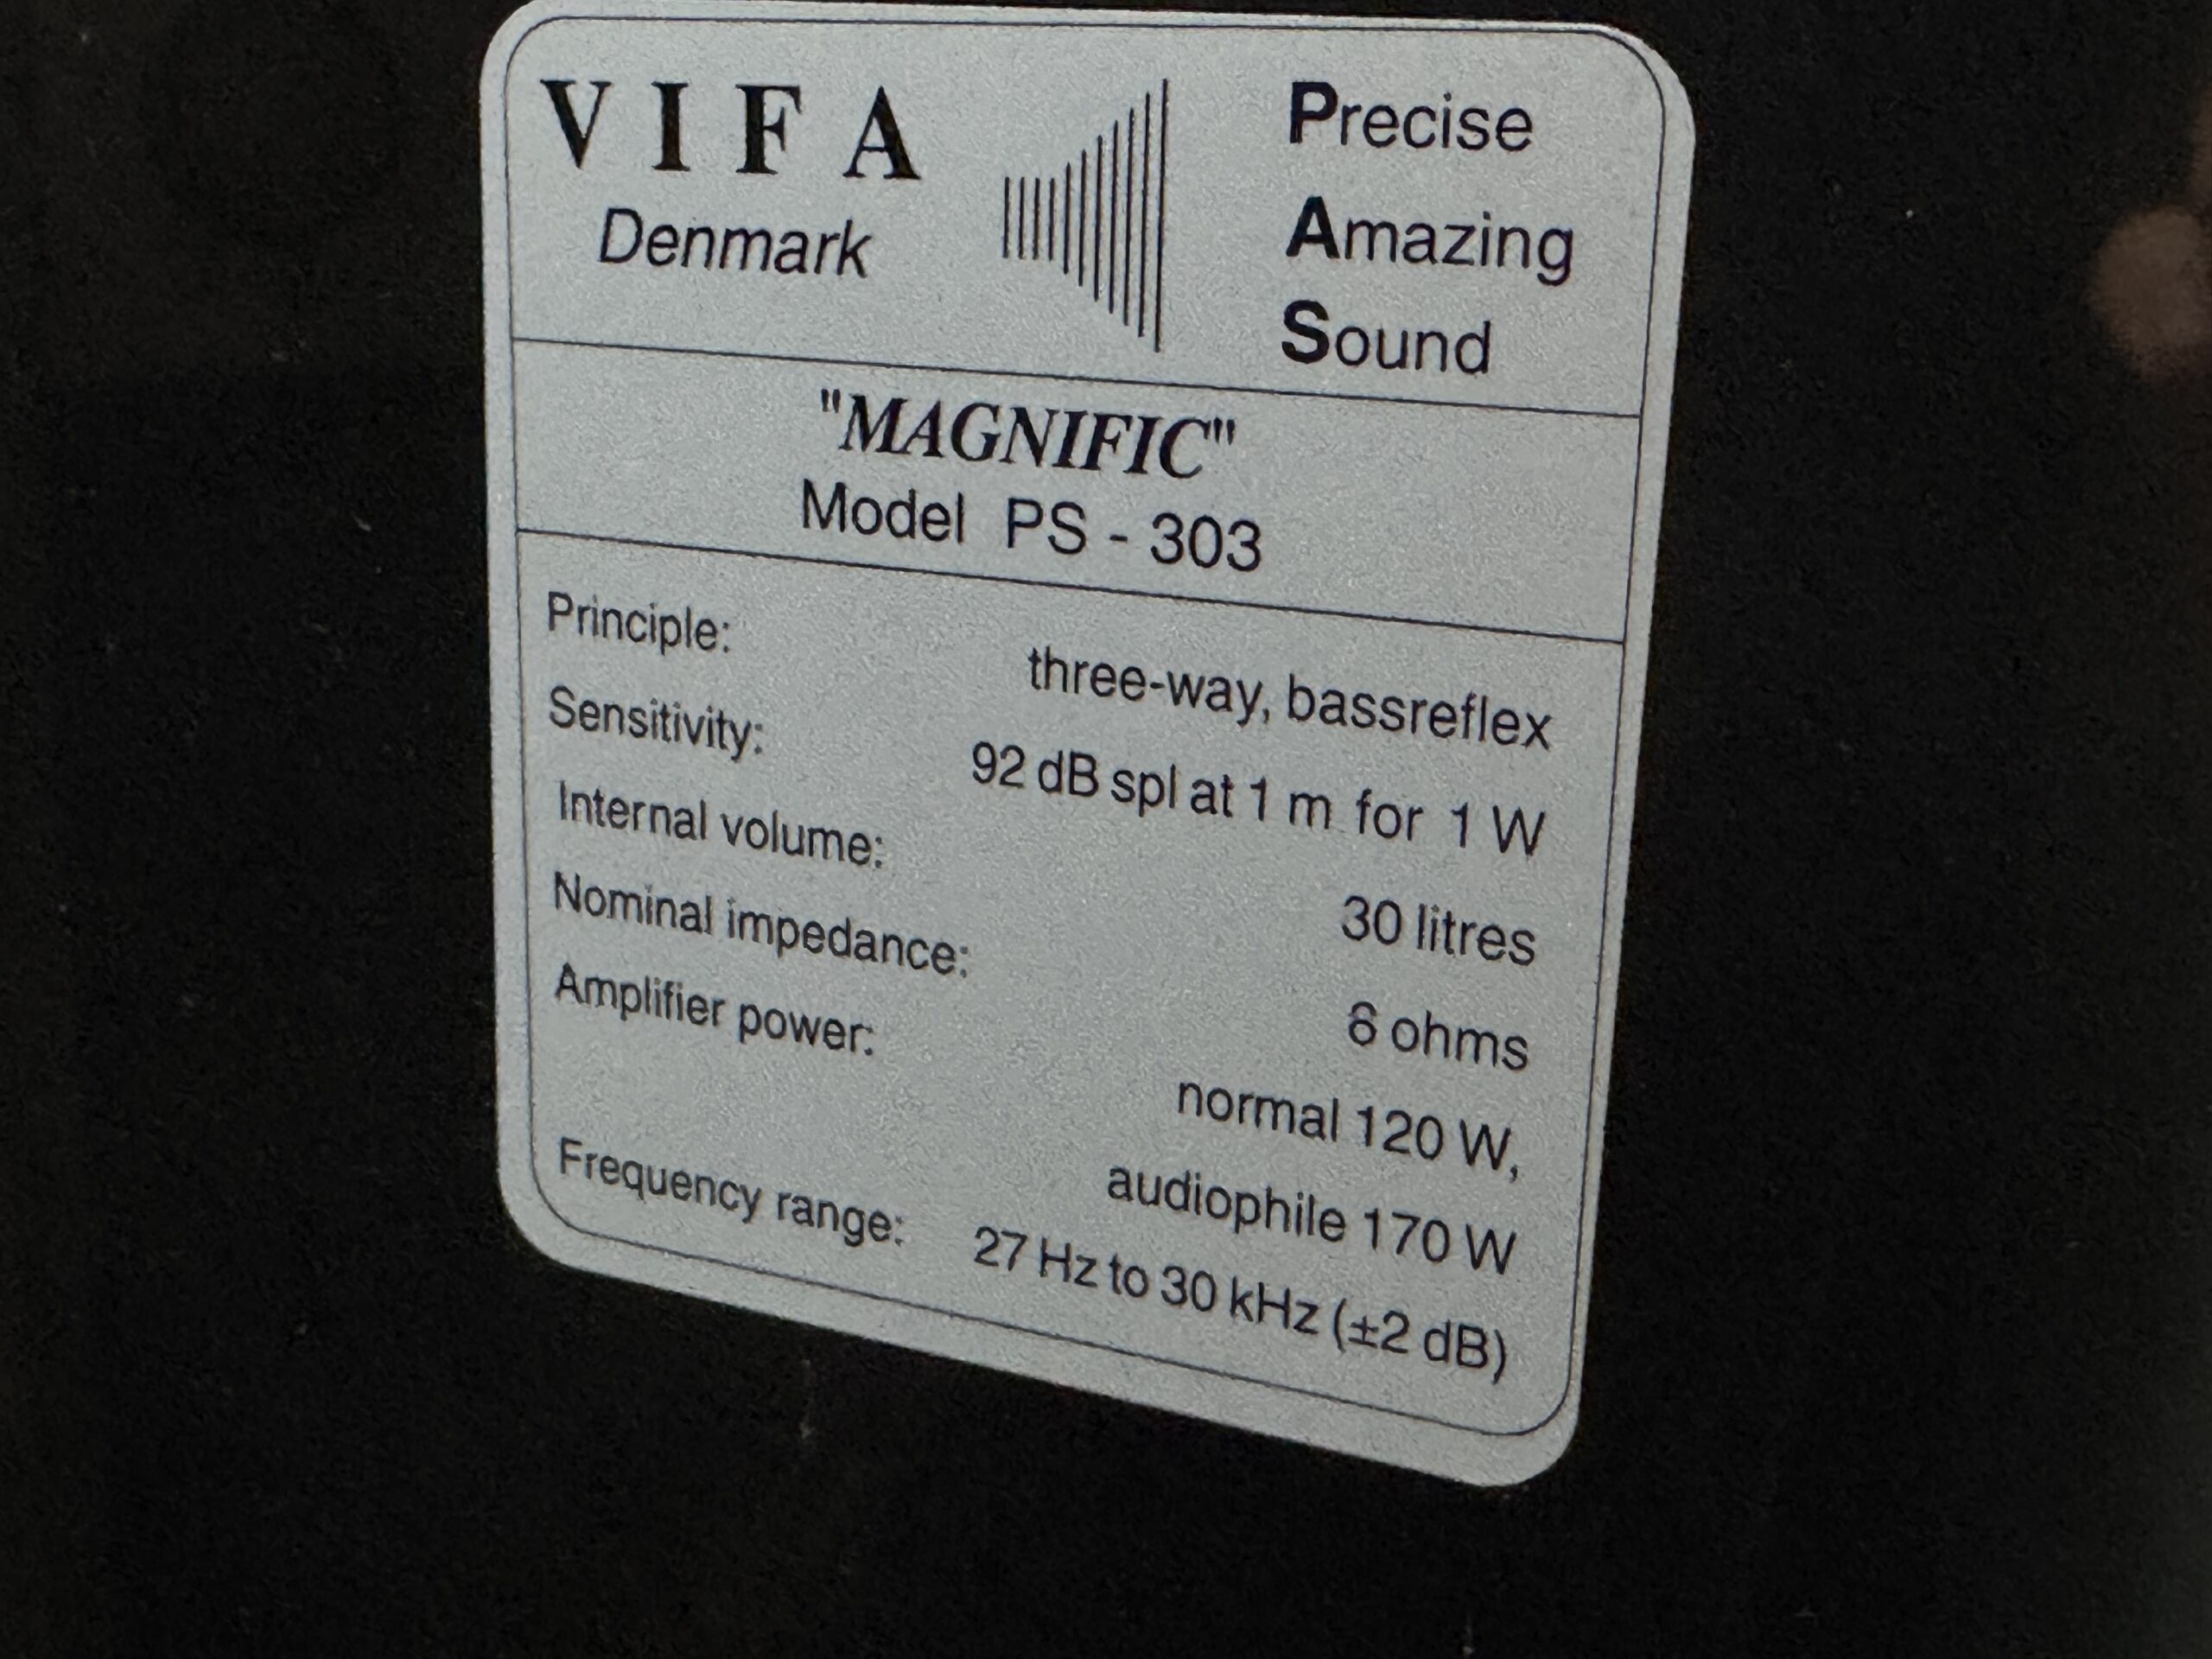 VIFA
Denmark
Precise
Amazing
Sound
"MAGNIFIC"
Model PS - 303
Principle: three-way, bassreflex
Sensitivity: 92 dB spl at 1 m for 1 W
Internal volume: 30 litres
Nominal impedance: 6 ohms
Amplifier power: normal 120 W,
audiophile 170 W
Frequency range: 27 Hz to 30 kHz (±2 dB)